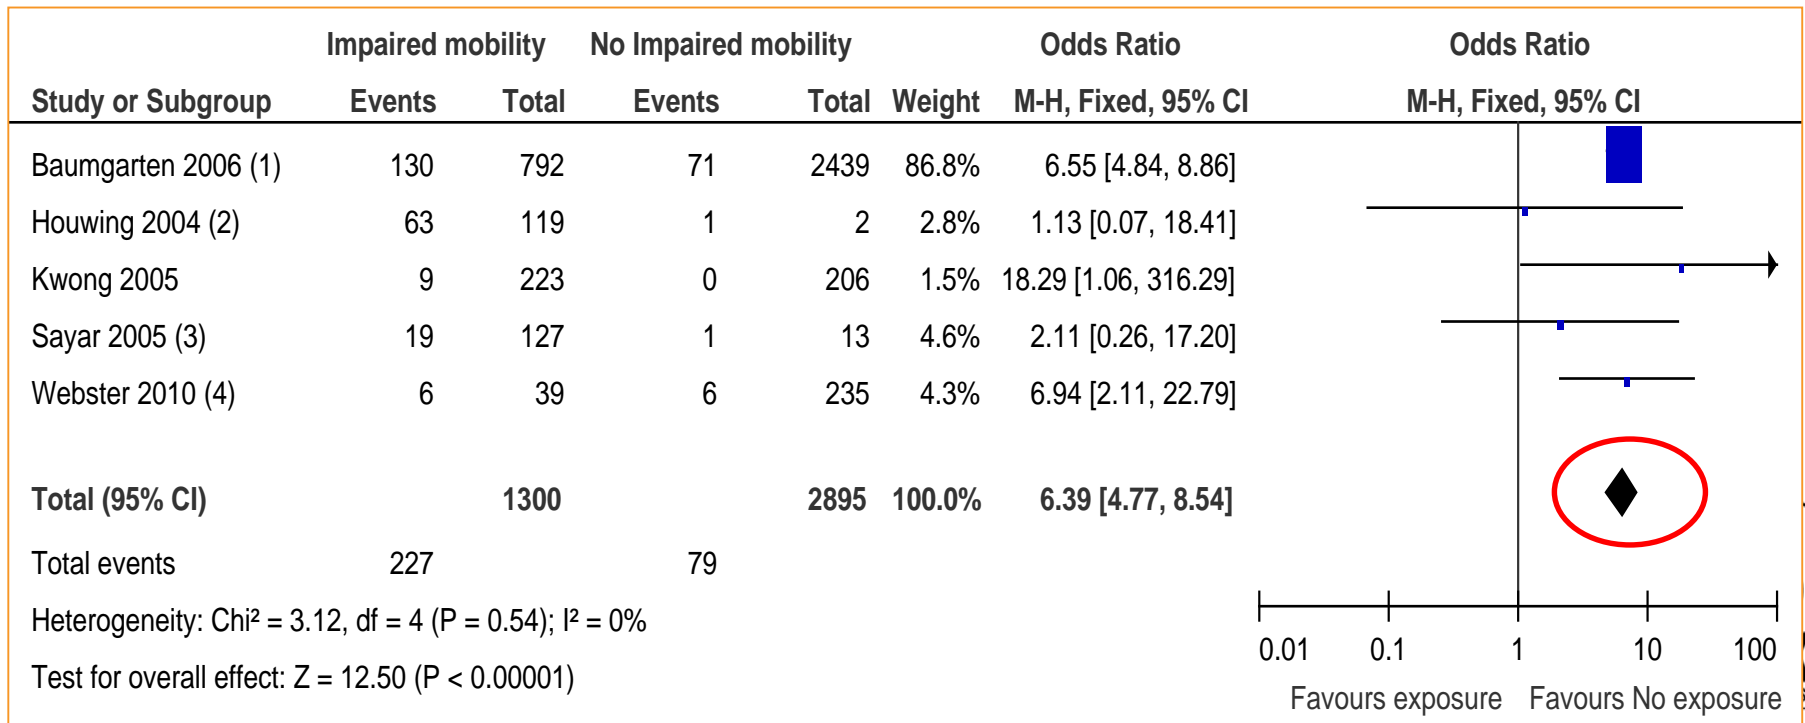 Impaired mobility No Impaired mobility Odds Ratio Odds Ratio
Study or Subgroup Events Total Events Total Weight M-H, Fixed, 95% CI M-H, Fixed, 95% CI
Baumgarten 2006 (1) 130 792 71 2439 86.8% 6.55 [4.84, 8.86]
Houwing 2004 (2) 63 119 1 2 2.8% 1.13 [0.07, 18.41]
Kwong 2005 9 223 0 206 1.5% 18.29 [1.06, 316.29]
Sayar 2005 (3) 19 127 1 13 4.6% 2.11 [0.26, 17.20]
Webster 2010 (4) 6 39 6 235 4.3% 6.94 [2.11, 22.79]
Total (95% CI) 1300 2895 100.0% 6.39 [4.77, 8.54]
Total events 227 79
Heterogeneity: Chi² = 3.12, df = 4 (P = 0.54); I² = 0%
Test for overall effect: Z = 12.50 (P < 0.00001)
0.01 0.1 1 10 100
Favours exposure Favours No exposure